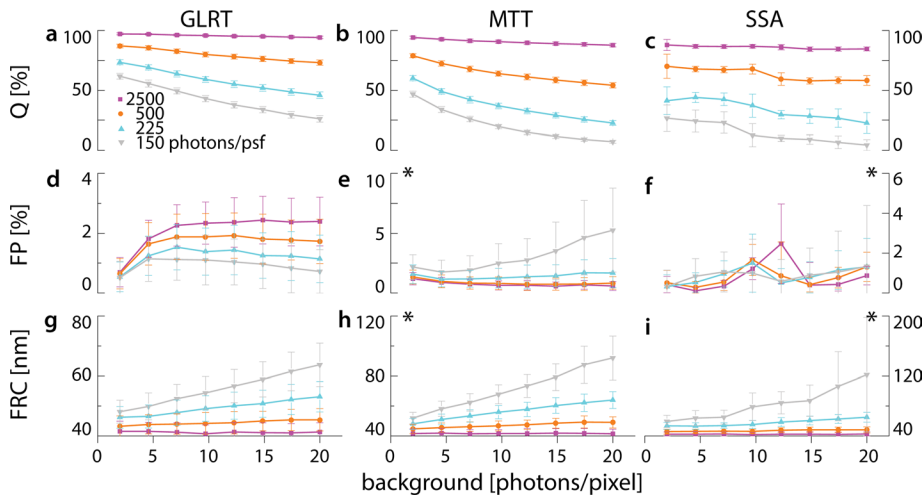 GLRT MTT SSA
a b c
100 100 100
Q [%]
50 50 50
2500
500
225
150 photons/psf
0 0 0
d e * f *
4 10 6
FP [%]
4
2 5
2
0 0 0
g h * i *
80 120 200
FRC [nm]
60 80 120
40 40 40
0 5 10 15 20 0 5 10 15 20 0 5 10 15 20
background [photons/pixel]